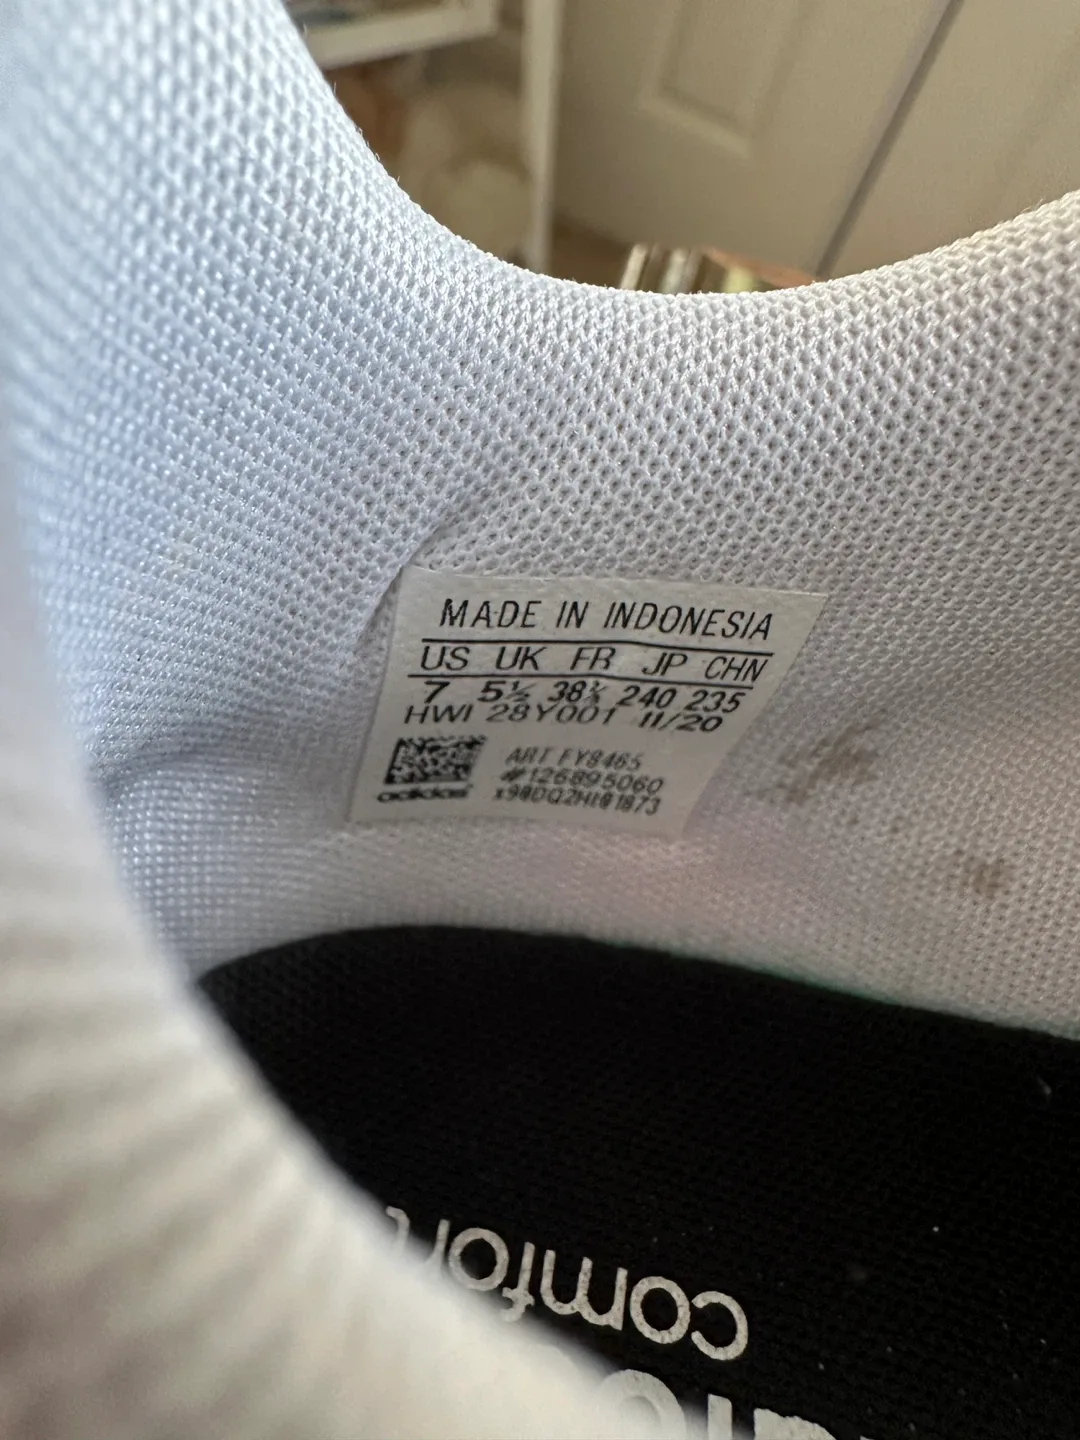 MADE IN INDONESIA
US UK FR JP CHN
7 5½ 38⅔ 240 235
HWI 28Y001 11/20
ART FY8465
#126895060
adidas
comfort